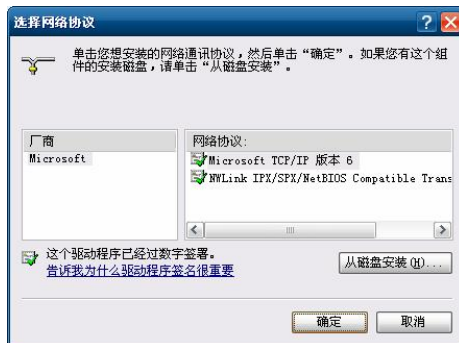 选择网络协议
单击您想安装的网络通讯协议，然后单击“确定”。如果您有这个组
件的安装磁盘，请单击“从磁盘安装”。
厂商
Microsoft
网络协议:
Microsoft TCP/IP 版本 6
NWLink IPX/SPX/NetBIOS Compatible Trans
这个驱动程序已经过数字签署。
告诉我为什么驱动程序签名很重要
从磁盘安装(H)...
确定
取消